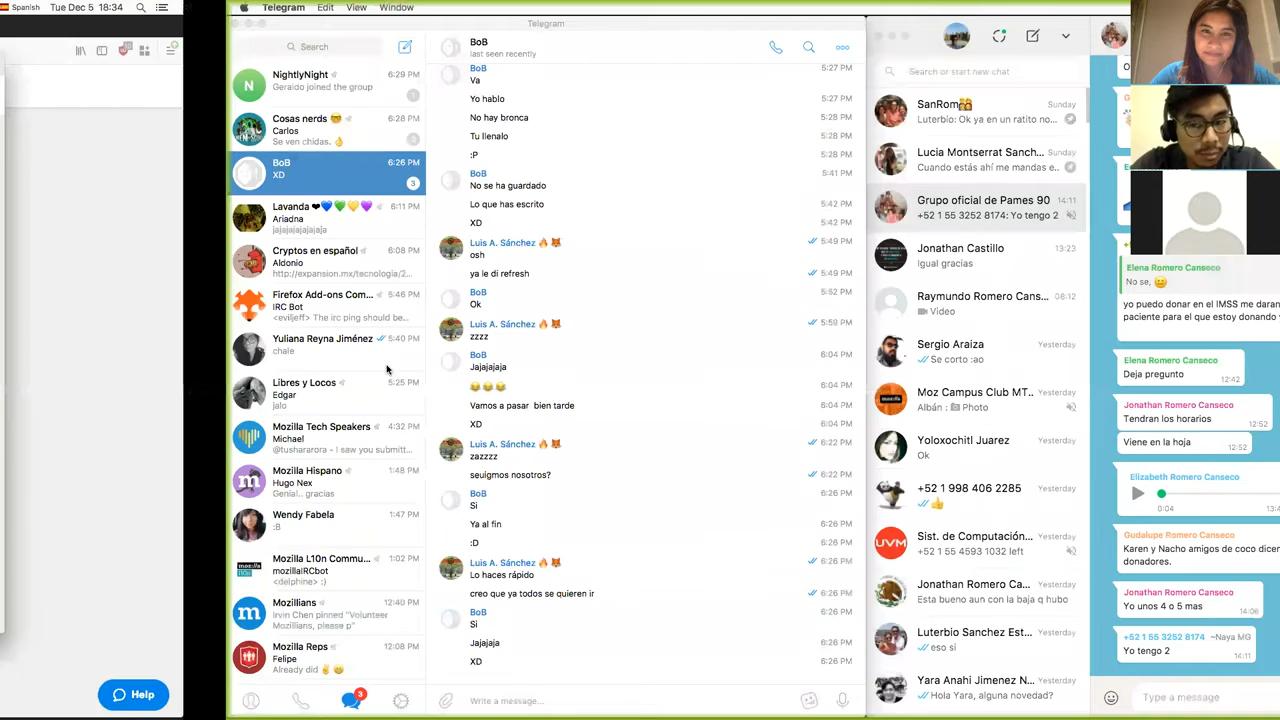 Spanish Tue Dec 5 18:34
Help
Telegram Edit View Window
Telegram
Search
NightlyNight 6:29 PM
Geraldo joined the group
1
Cosas nerds 🤓 6:28 PM
Carlos
Se ven chidas. 👌
BoB 6:26 PM
XD
3
Lavanda ❤💙💚💛💜 6:11 PM
Ariadna
jajajajajajaja
Cryptos en español 6:08 PM
Aldonio
http://expansion.mx/tecnologia/2...
Firefox Add-ons Com... 5:46 PM
IRC Bot
<eviljeff> The irc ping should be...
Yuliana Reyna Jiménez 5:40 PM
chale
Libres y Locos 5:25 PM
Edgar
jalo
Mozilla Tech Speakers 4:32 PM
Michael
@tushararora - I saw you submitt...
Mozilla Hispano 1:48 PM
Hugo Nex
Genial.. gracias
Wendy Fabela 1:47 PM
:B
Mozilla L10n Commu... 1:02 PM
mozillaIRCbot
<delphine> :)
Mozillians 12:40 PM
Irvin Chen pinned "Volunteer
Mozillians, please p"
Mozilla Reps 12:08 PM
Felipe
Already did ✌😁
3
BoB
last seen recently
BoB 5:27 PM
Va
Yo hablo 5:27 PM
No hay bronca 5:28 PM
Tu llenalo 5:28 PM
:P 5:28 PM
BoB 5:41 PM
No se ha guardado
Lo que has escrito 5:42 PM
XD 5:42 PM
Luis A. Sánchez 🔥 🦊 5:49 PM
osh
ya le di refresh 5:49 PM
BoB 5:52 PM
Ok
Luis A. Sánchez 🔥 🦊 5:59 PM
zzzz
BoB 6:04 PM
Jajajajaja
😂😂😂 6:04 PM
Vamos a pasar bien tarde 6:04 PM
XD 6:04 PM
Luis A. Sánchez 🔥 🦊 6:22 PM
zazzzz
seuigmos nosotros? 6:22 PM
BoB 6:26 PM
Si
Ya al fin 6:26 PM
:D 6:26 PM
Luis A. Sánchez 🔥 🦊 6:26 PM
Lo haces rápido
creo que ya todos se quieren ir 6:26 PM
BoB 6:26 PM
Si
Jajajaja 6:26 PM
XD 6:26 PM
Write a message...
Search or start new chat
SanRom Sunday
Luterbio: Ok ya en un ratito no...
Lucia Montserrat Sanch... Sunday
Cuando estás ahí me mandas e...
Grupo oficial de Pames 90 14:11
+52 1 55 3252 8174: Yo tengo 2
Jonathan Castillo 13:23
Igual gracias
Raymundo Romero Cans... 08:12
Video
Sergio Araiza Yesterday
Se corto :ao
Moz Campus Club MT... Yesterday
Albán : Photo
Yoloxochitl Juarez Yesterday
Ok
+52 1 998 406 2285 Yesterday
👍
Sist. de Computación... Yesterday
+52 1 55 4593 1032 left
UVM
Jonathan Romero Ca... Yesterday
Esta bueno aun con la baja q hubo
Luterbio Sanchez Est... Yesterday
eso si
Yara Anahi Jimenez N... Yesterday
Hola Yara, alguna novedad?
Elena Romero Canseco
No se, 😐
yo puedo donar en el IMSS me daran
paciente para el que estoy donando y
Elena Romero Canseco
Deja pregunto 12:42
Jonathan Romero Canseco
Tendran los horarios 12:52
Viene en la hoja 12:52
Elizabeth Romero Canseco
0:04
Gudalupe Romero Canseco
Karen y Nacho amigos de coco dicen
donadores.
Jonathan Romero Canseco
Yo unos 4 o 5 mas 14:06
+52 1 55 3252 8174 ~Naya MG
Yo tengo 2 14:11
Type a message